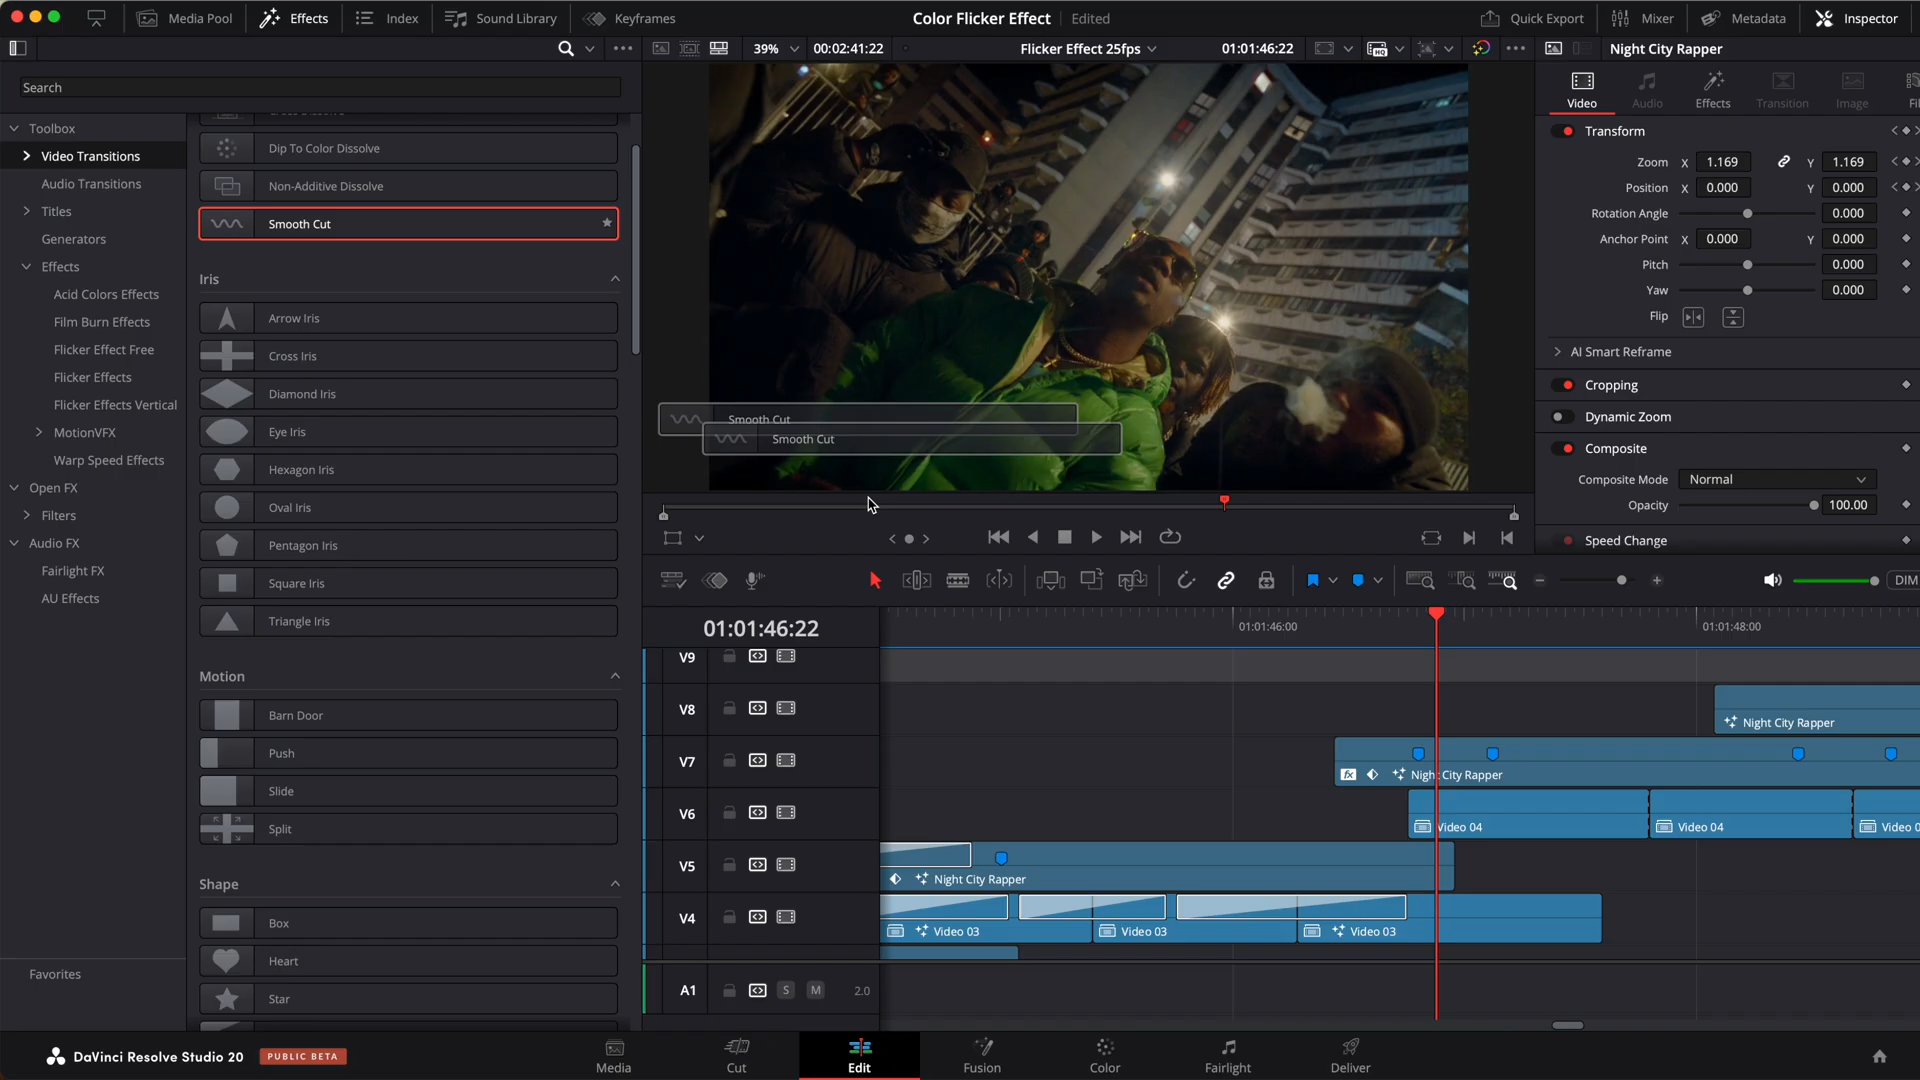 Media Pool
Effects
Index
Sound Library
Keyframes
Color Flicker Effect
Edited
Quick Export
Mixer
Metadata
Inspector
39%
00:02:41:22
Flicker Effect 25fps
01:01:46:22
Night City Rapper
Search
Video
Audio
Effects
Transition
Image
Toolbox
Video Transitions
Audio Transitions
Titles
Generators
Effects
Acid Colors Effects
Film Burn Effects
Flicker Effect Free
Flicker Effects
Flicker Effects Vertical
MotionVFX
Warp Speed Effects
Open FX
Filters
Audio FX
Fairlight FX
AU Effects
Favorites
Dip To Color Dissolve
Non-Additive Dissolve
Smooth Cut
Iris
Arrow Iris
Cross Iris
Diamond Iris
Eye Iris
Hexagon Iris
Oval Iris
Pentagon Iris
Square Iris
Triangle Iris
Motion
Barn Door
Push
Slide
Split
Shape
Box
Heart
Star
Smooth Cut
Smooth Cut
Transform
Zoom X 1.169 Y 1.169
Position X 0.000 Y 0.000
Rotation Angle 0.000
Anchor Point X 0.000 Y 0.000
Pitch 0.000
Yaw 0.000
Flip
AI Smart Reframe
Cropping
Dynamic Zoom
Composite
Composite Mode Normal
Opacity 100.00
Speed Change
DIM
01:01:46:22
01:01:46:00
01:01:48:00
V9
V8
Night City Rapper
V7
fx Night City Rapper
V6
Video 04
Video 04
V5
Night City Rapper
V4
Video 03
Video 03
Video 03
A1 S M 2.0
DaVinci Resolve Studio 20
PUBLIC BETA
Media
Cut
Edit
Fusion
Color
Fairlight
Deliver